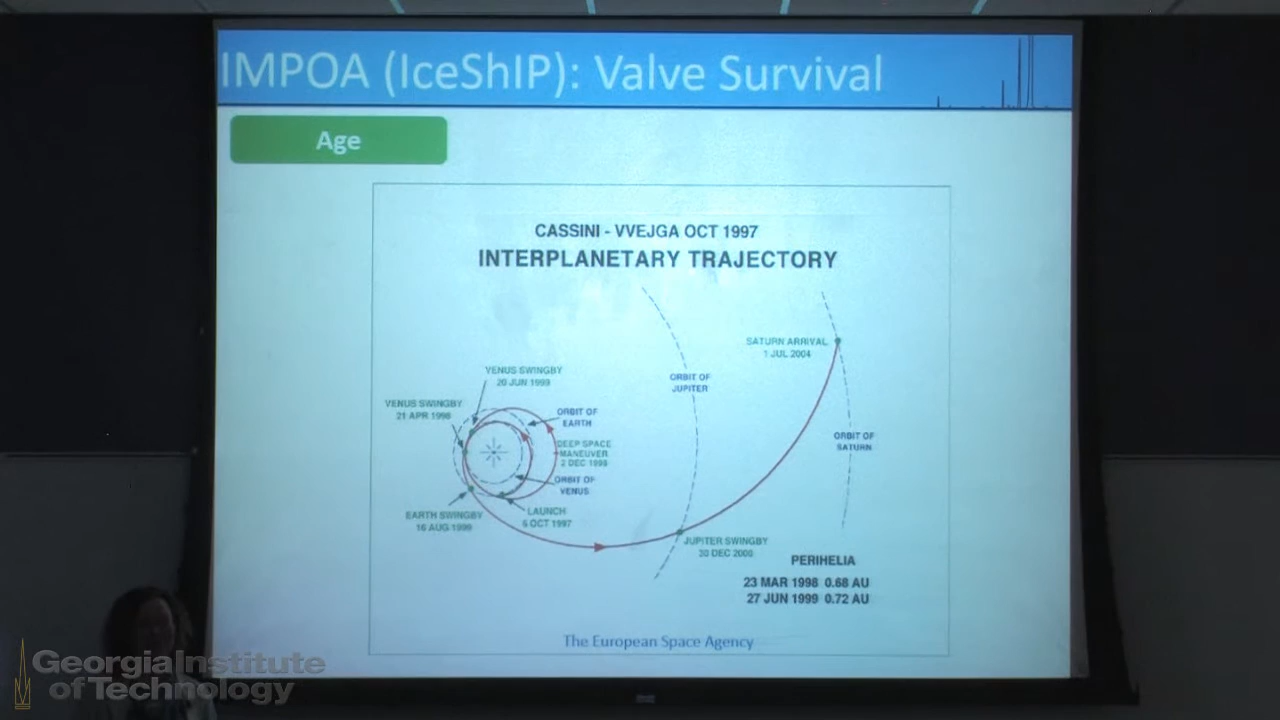 IMPOA (IceShIP): Valve Survival
Age
CASSINI - VVEJGA OCT 1997
INTERPLANETARY TRAJECTORY
SATURN ARRIVAL
1 JUL 2004
ORBIT OF
JUPITER
VENUS SWINGBY
20 JUN 1999
VENUS SWINGBY
21 APR 1998
ORBIT OF
EARTH
DEEP SPACE
MANEUVER
2 DEC 1998
ORBIT OF
SATURN
ORBIT OF
VENUS
EARTH SWINGBY
16 AUG 1999
LAUNCH
6 OCT 1997
JUPITER SWINGBY
30 DEC 2000
PERIHELIA
23 MAR 1998 0.68 AU
27 JUN 1999 0.72 AU
The European Space Agency
Georgia Institute
of Technology